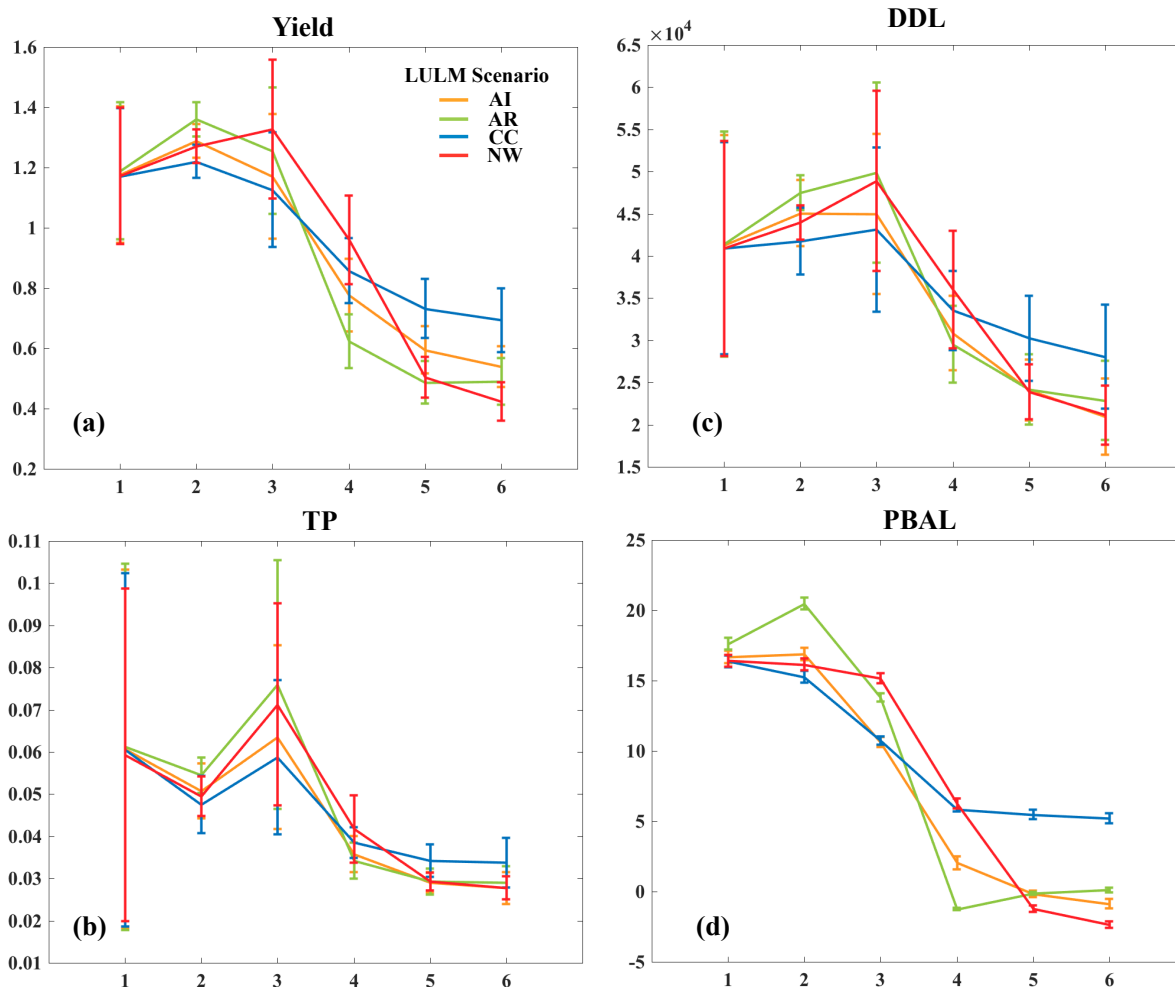 Yield
1.6
1.4
1.2
1
0.8
0.6
0.4
0.2
LULM Scenario
AI
AR
CC
NW
(a)
1 2 3 4 5 6
DDL
×10⁴
6.5
6
5.5
5
4.5
4
3.5
3
2.5
2
1.5
(c)
1 2 3 4 5 6
TP
0.11
0.1
0.09
0.08
0.07
0.06
0.05
0.04
0.03
0.02
0.01
(b)
1 2 3 4 5 6
PBAL
25
20
15
10
5
0
-5
(d)
1 2 3 4 5 6